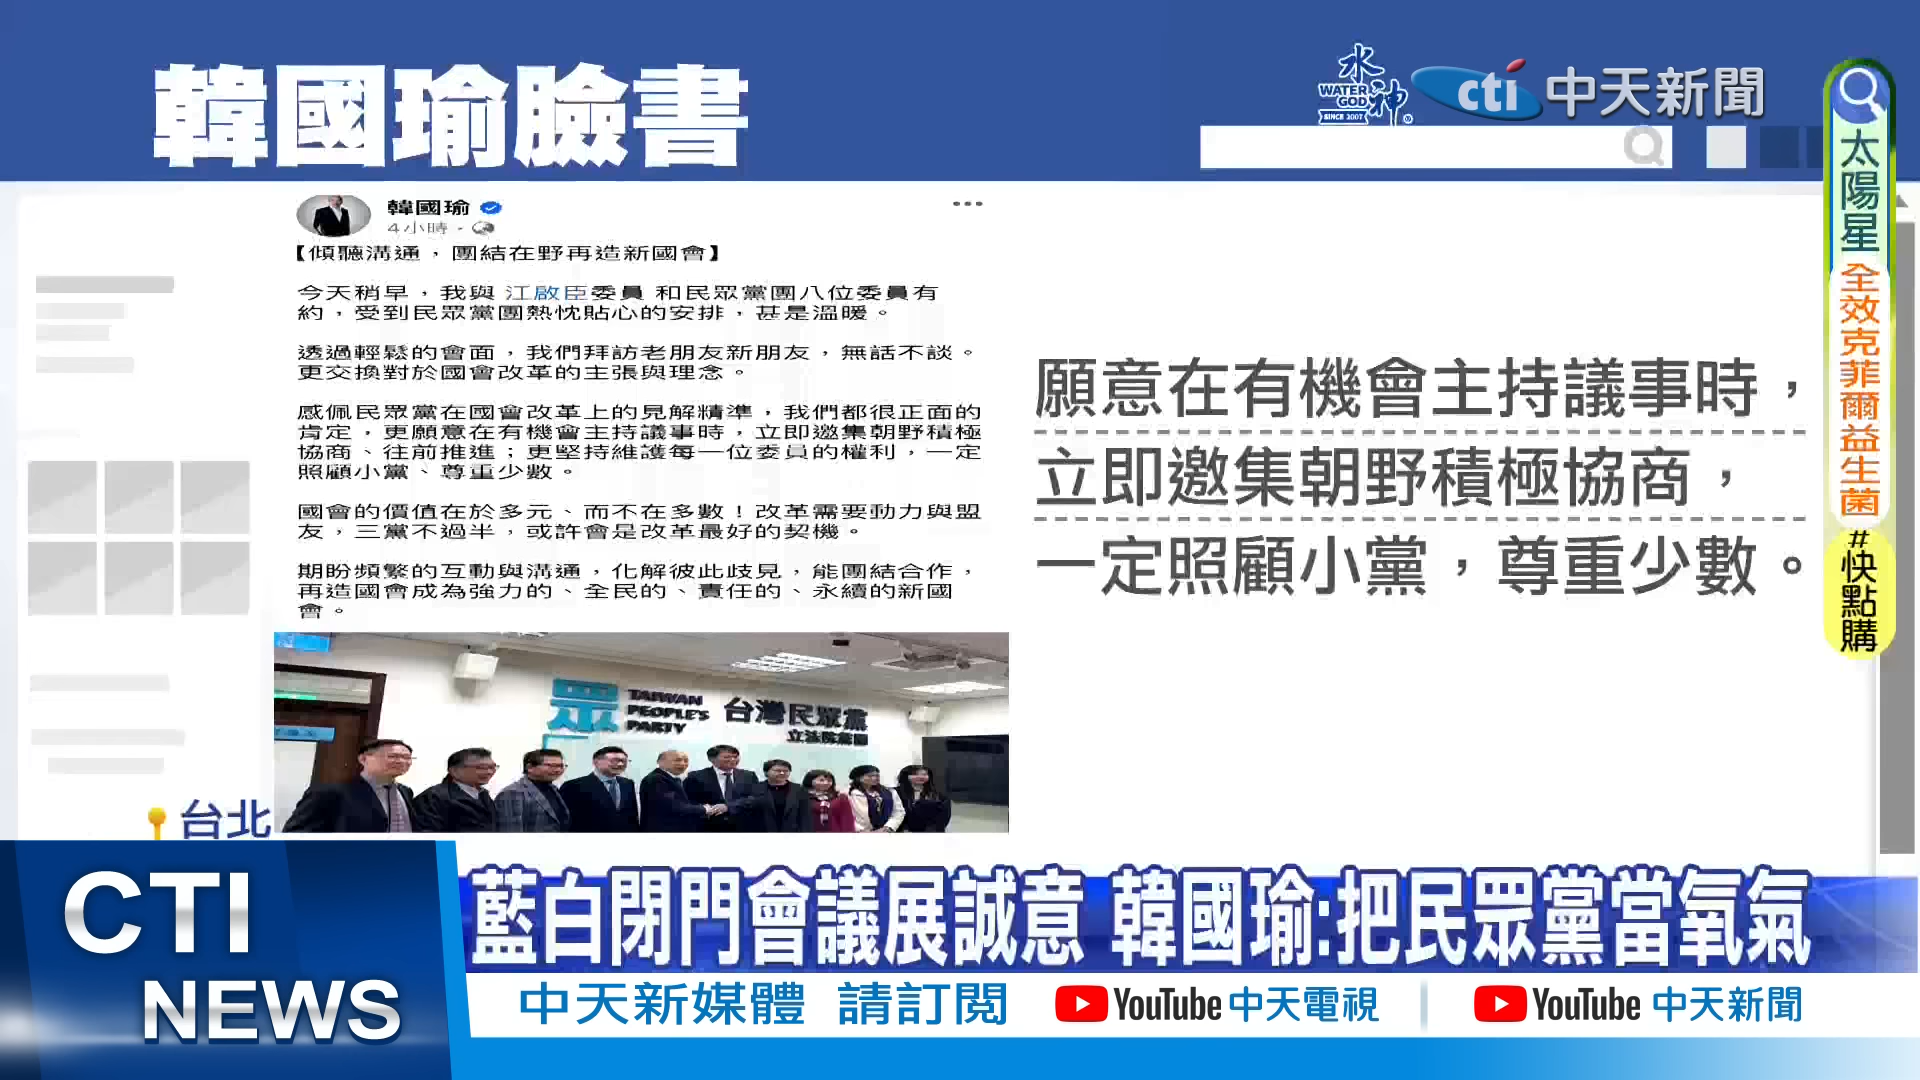 韓國瑜臉書
水神
WATER GOD
SINCE 2007
cti 中天新聞
太陽星
全效克菲爾益生菌
#快點購
韓國瑜
4小時
【傾聽溝通，團結在野再造新國會】
今天稍早，我與 江啟臣委員 和民眾黨團八位委員有
約，受到民眾黨團熱忱貼心的安排，甚是溫暖。
透過輕鬆的會面，我們拜訪老朋友新朋友，無話不談。
更交換對於國會改革的主張與理念。
感佩民眾黨在國會改革上的見解精準，我們都很正面的
肯定，更願意在有機會主持議事時，立即邀集朝野積極
協商、往前推進；更堅持維護每一位委員的權利，一定
照顧小黨、尊重少數。
國會的價值在於多元、而不在多數！改革需要動力與盟
友，三黨不過半，或許會是改革最好的契機。
期盼頻繁的互動與溝通，化解彼此歧見，能團結合作，
再造國會成為強力的、全民的、責任的、永續的新國
會。
願意在有機會主持議事時，
立即邀集朝野積極協商，
一定照顧小黨，尊重少數。
眾 TAIWAN PEOPLE'S PARTY 台灣民眾黨
立法院黨團
台北
CTI NEWS
藍白閉門會議展誠意 韓國瑜:把民眾黨當氧氣
中天新媒體 請訂閱 YouTube 中天電視 | YouTube 中天新聞